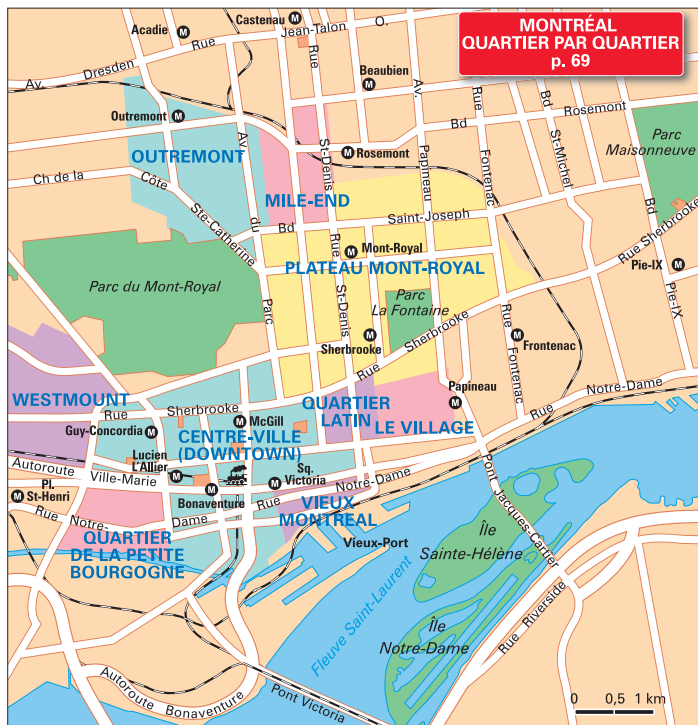 MONTRÉAL
QUARTIER PAR QUARTIER
p. 69
Castenau
Acadie
Rue
Jean-Talon
O.
Rue
Av.
Dresden
Rue
Beaubien
Av.
Rue
Bd
Bd
Rosemont
Outremont
OUTREMONT
Av.
du
Parc
St-Denis
Rosemont
Papineau
Fontenac
St-Michel
Parc
Maisonneuve
Ch de la
Côte
Ste-Catherine
MILE-END
Bd
Saint-Joseph
Rue
Mont-Royal
PLATEAU MONT-ROYAL
Bd
Pie-IX
Rue Sherbrooke
Pie-IX
Parc du Mont-Royal
St-Denis
Parc
La Fontaine
Sherbrooke
Rue
Sherbrooke
Rue
Fontenac
Frontenac
WESTMOUNT
Rue
Sherbrooke
McGill
QUARTIER
LATIN
Papineau
LE VILLAGE
Rue
Notre-Dame
Guy-Concordia
CENTRE-VILLE
(DOWNTOWN)
Lucien
L'Allier
Autoroute
Ville-Marie
Sq.
Victoria
Notre-Dame
Rue
Pl.
St-Henri
Bonaventure
Rue
Notre-
Dame
VIEUX
MONTREAL
QUARTIER
DE LA PETITE
BOURGOGNE
Vieux-Port
Pont
Jacques-Cartier
Île
Sainte-Hélène
Fleuve Saint-Laurent
Île
Notre-Dame
Rue Riverside
Autoroute Bonaventure
Pont Victoria
0 0,5 1 km